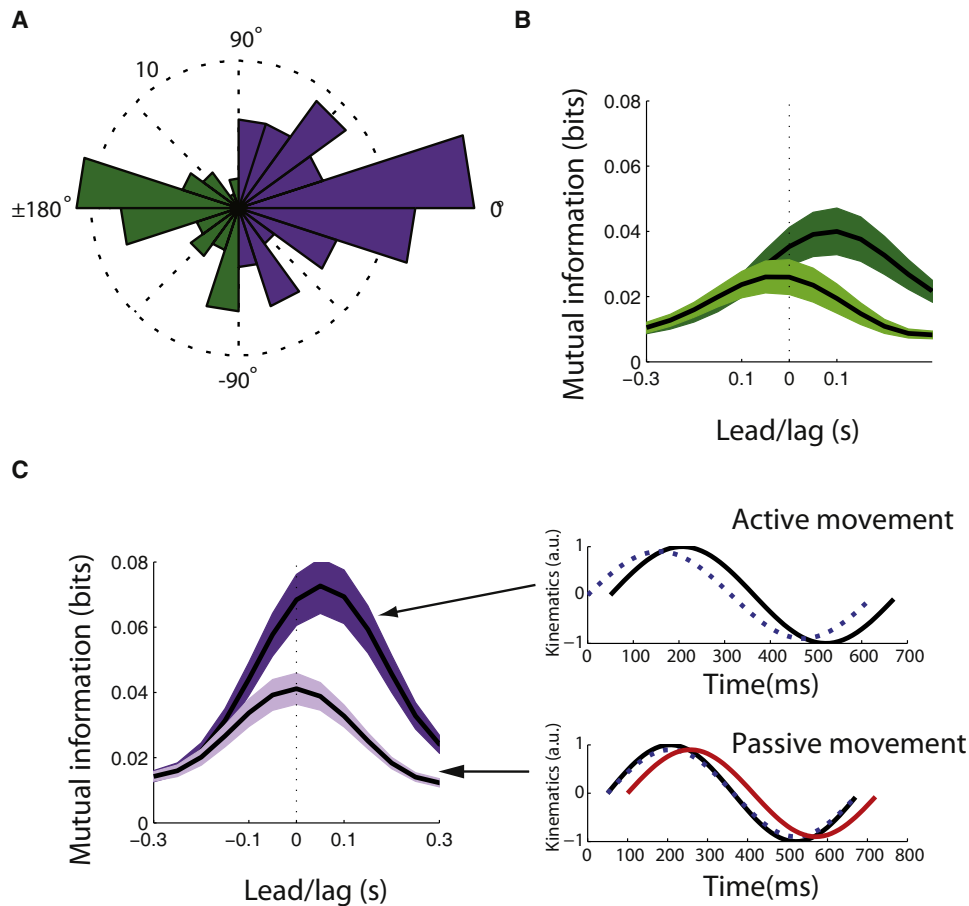 A
90°
10
±180°
0°
-90°
B
Mutual information (bits)
0.08
0.06
0.04
0.02
0
−0.3
0.1
0
0.1
Lead/lag (s)
C
Mutual information (bits)
0.08
0.06
0.04
0.02
0
−0.3
−0.1
0
0.1
0.3
Lead/lag (s)
Active movement
Kinematics (a.u.)
1
0
−1
0 100 200 300 400 500 600 700
Time(ms)
Passive movement
Kinematics (a.u.)
1
0
−1
0 100 200 300 400 500 600 700 800
Time(ms)